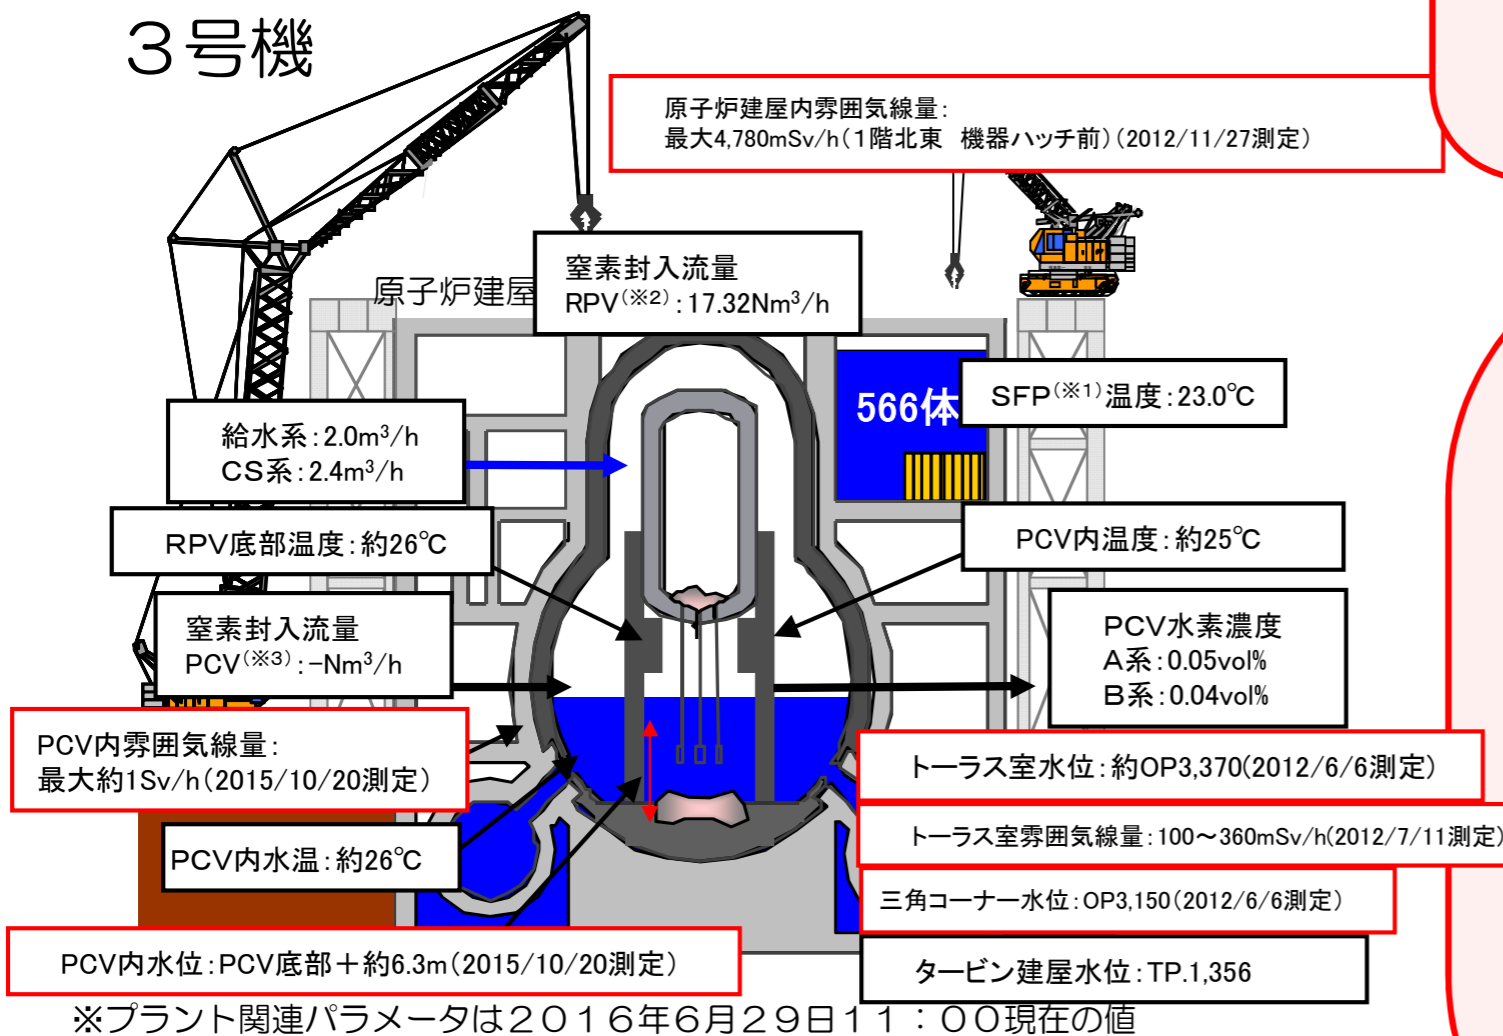 ３号機
原子炉建屋内雰囲気線量：
最大4,780mSv/h（１階北東　機器ハッチ前）（2012/11/27測定）
窒素封入流量
RPV(※2)：17.32Nm³/h
原子炉建屋
566体
SFP(※1)温度：23.0℃
給水系：2.0m³/h
CS系：2.4m³/h
RPV底部温度：約26℃
PCV内温度：約25℃
窒素封入流量
PCV(※3)：-Nm³/h
PCV水素濃度
A系：0.05vol%
B系：0.04vol%
PCV内雰囲気線量：
最大約1Sv/h（2015/10/20測定）
トーラス室水位：約OP3,370(2012/6/6測定)
トーラス室雰囲気線量：100～360mSv/h(2012/7/11測定)
PCV内水温：約26℃
三角コーナー水位：OP3,150（2012/6/6測定）
PCV内水位：PCV底部＋約6.3m（2015/10/20測定）
タービン建屋水位：TP.1,356
※プラント関連パラメータは２０１６年６月２９日１１：００現在の値